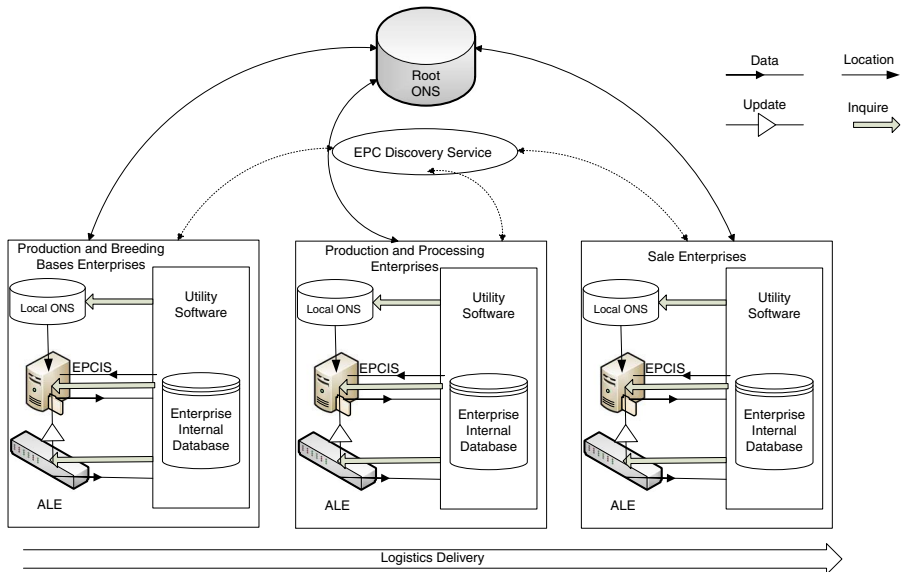 Root
ONS
Data
Location
Update
Inquire
EPC Discovery Service
Production and Breeding
Bases Enterprises
Local ONS
Utility
Software
EPCIS
Enterprise
Internal
Database
ALE
Production and Processing
Enterprises
Local ONS
Utility
Software
EPCIS
Enterprise
Internal
Database
ALE
Sale Enterprises
Local ONS
Utility
Software
EPCIS
Enterprise
Internal
Database
ALE
Logistics Delivery